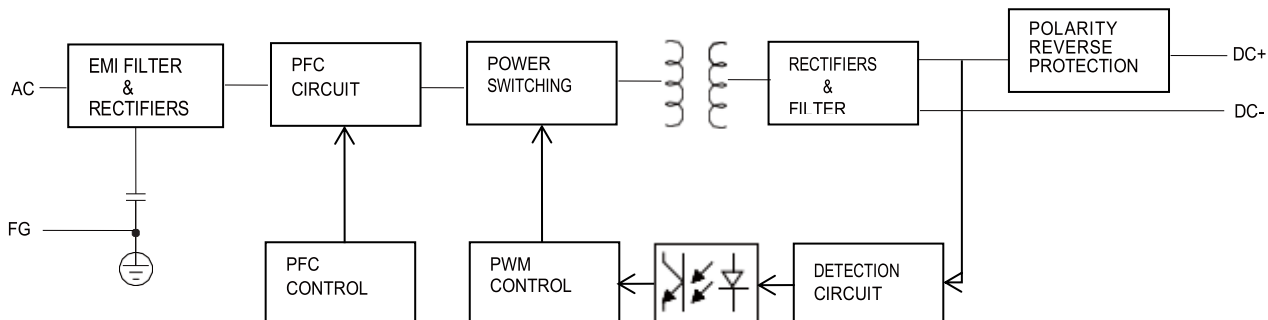 AC
EMI FILTER
&
RECTIFIERS
PFC
CIRCUIT
POWER
SWITCHING
RECTIFIERS
&
FILTER
POLARITY
REVERSE
PROTECTION
DC+
DC-
FG
PFC
CONTROL
PWM
CONTROL
DETECTION
CIRCUIT